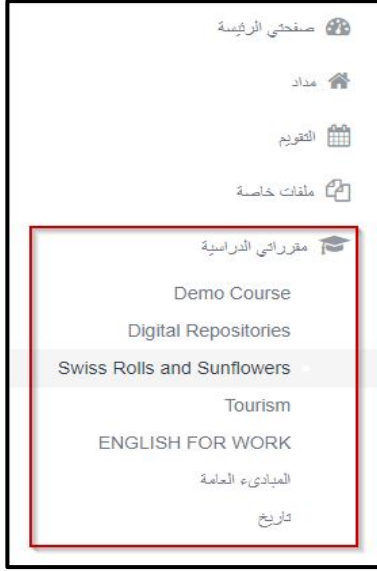 صفحتي الرئيسة
مداد
التقويم
ملفات خاصة
مقرراتي الدراسية
Demo Course
Digital Repositories
Swiss Rolls and Sunflowers
Tourism
ENGLISH FOR WORK
المبادىء العامة
تاريخ